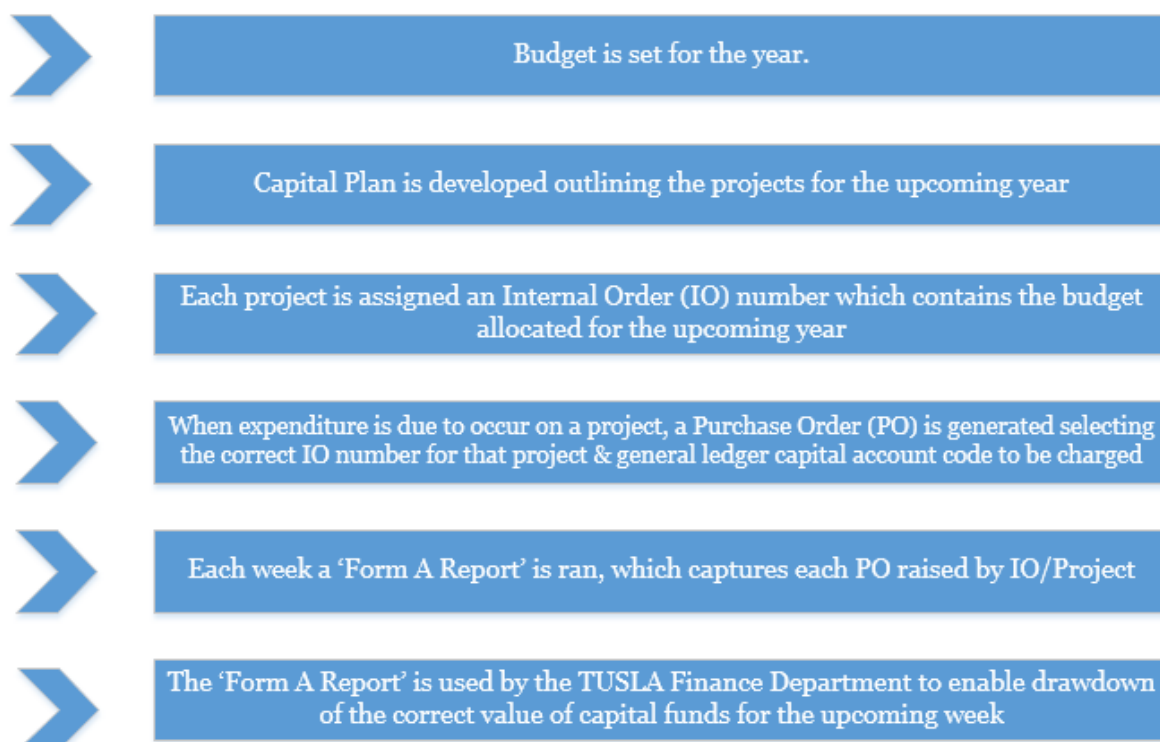 Budget is set for the year.
Capital Plan is developed outlining the projects for the upcoming year
Each project is assigned an Internal Order (IO) number which contains the budget
allocated for the upcoming year
When expenditure is due to occur on a project, a Purchase Order (PO) is generated selecting
the correct IO number for that project & general ledger capital account code to be charged
Each week a ‘Form A Report’ is ran, which captures each PO raised by IO/Project
The ‘Form A Report’ is used by the TUSLA Finance Department to enable drawdown
of the correct value of capital funds for the upcoming week